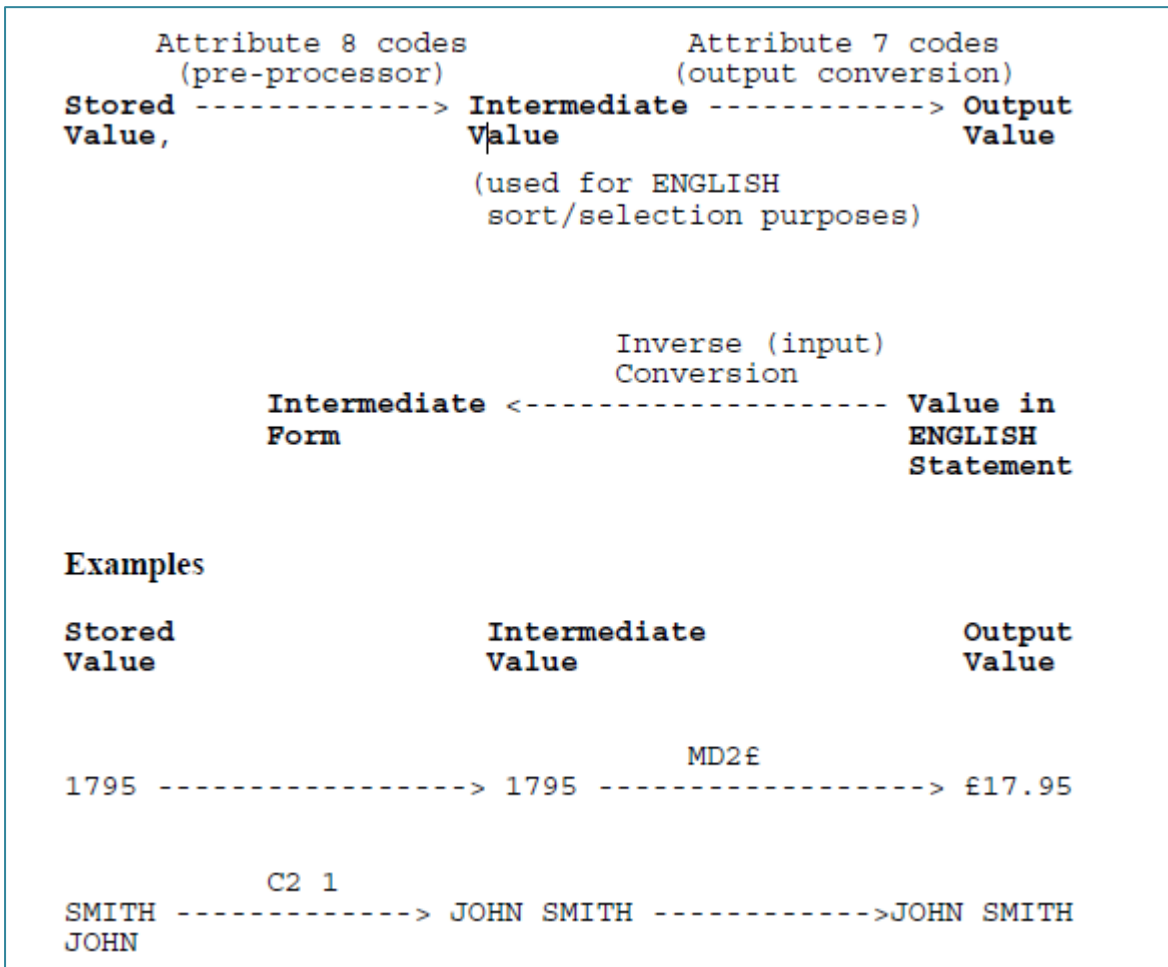 Attribute 8 codes Attribute 7 codes
(pre-processor) (output conversion)
Stored -------------> Intermediate ------------> Output
Value, Value Value
(used for ENGLISH
sort/selection purposes)
Inverse (input)
Conversion
Intermediate <-------------------- Value in
Form ENGLISH
Statement
Examples
Stored Intermediate Output
Value Value Value
MD2£
1795 -----------------> 1795 ------------------> £17.95
C2 1
SMITH -------------> JOHN SMITH ------------>JOHN SMITH
JOHN